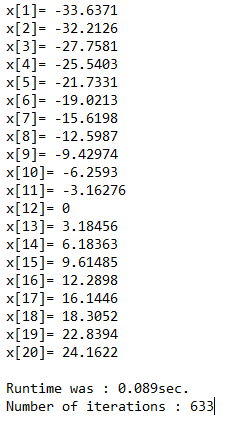 x[1]= -33.6371
x[2]= -32.2126
x[3]= -27.7581
x[4]= -25.5403
x[5]= -21.7331
x[6]= -19.0213
x[7]= -15.6198
x[8]= -12.5987
x[9]= -9.42974
x[10]= -6.2593
x[11]= -3.16276
x[12]= 0
x[13]= 3.18456
x[14]= 6.18363
x[15]= 9.61485
x[16]= 12.2898
x[17]= 16.1446
x[18]= 18.3052
x[19]= 22.8394
x[20]= 24.1622
Runtime was : 0.089sec.
Number of iterations : 633